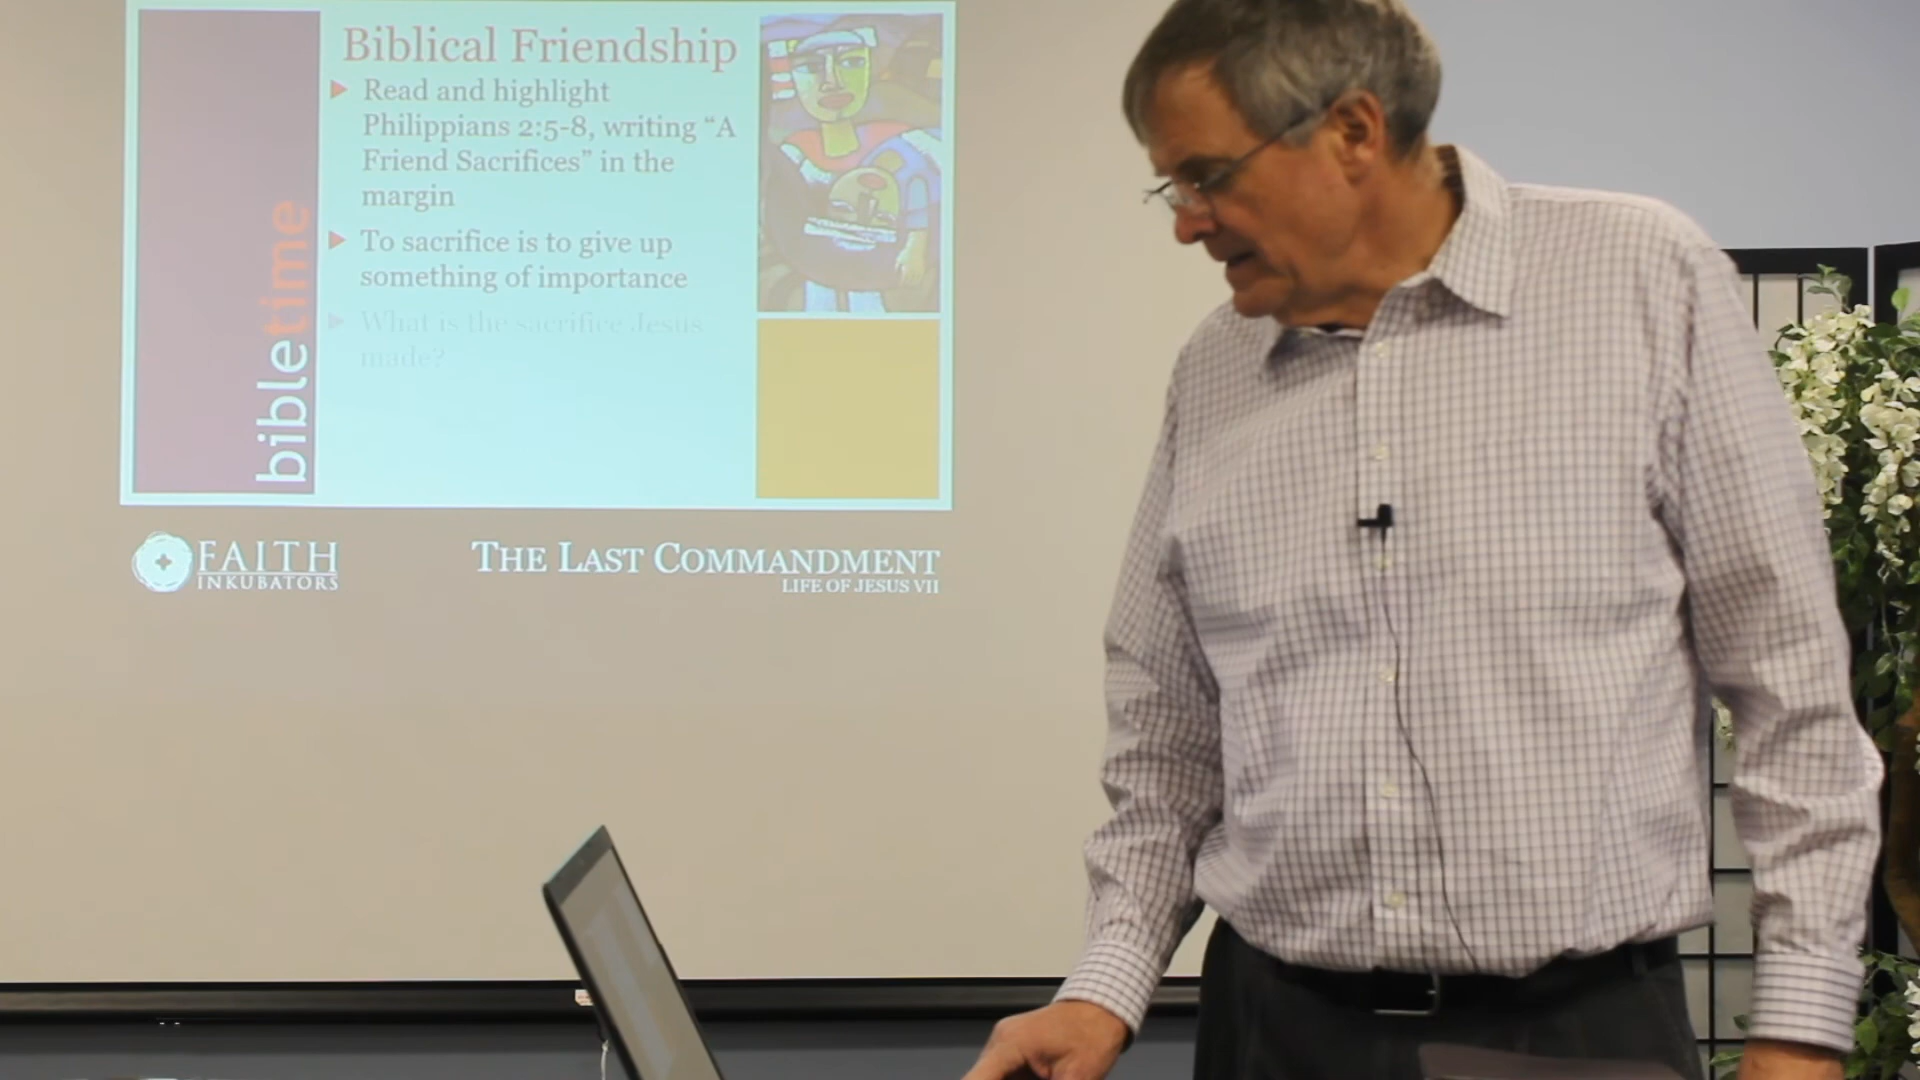 Biblical Friendship
Read and highlight
Philippians 2:5-8, writing “A
Friend Sacrifices” in the
margin
To sacrifice is to give up
something of importance
What is the sacrifice Jesus
made?
bibletime
FAITH
INKUBATORS
THE LAST COMMANDMENT
LIFE OF JESUS VII